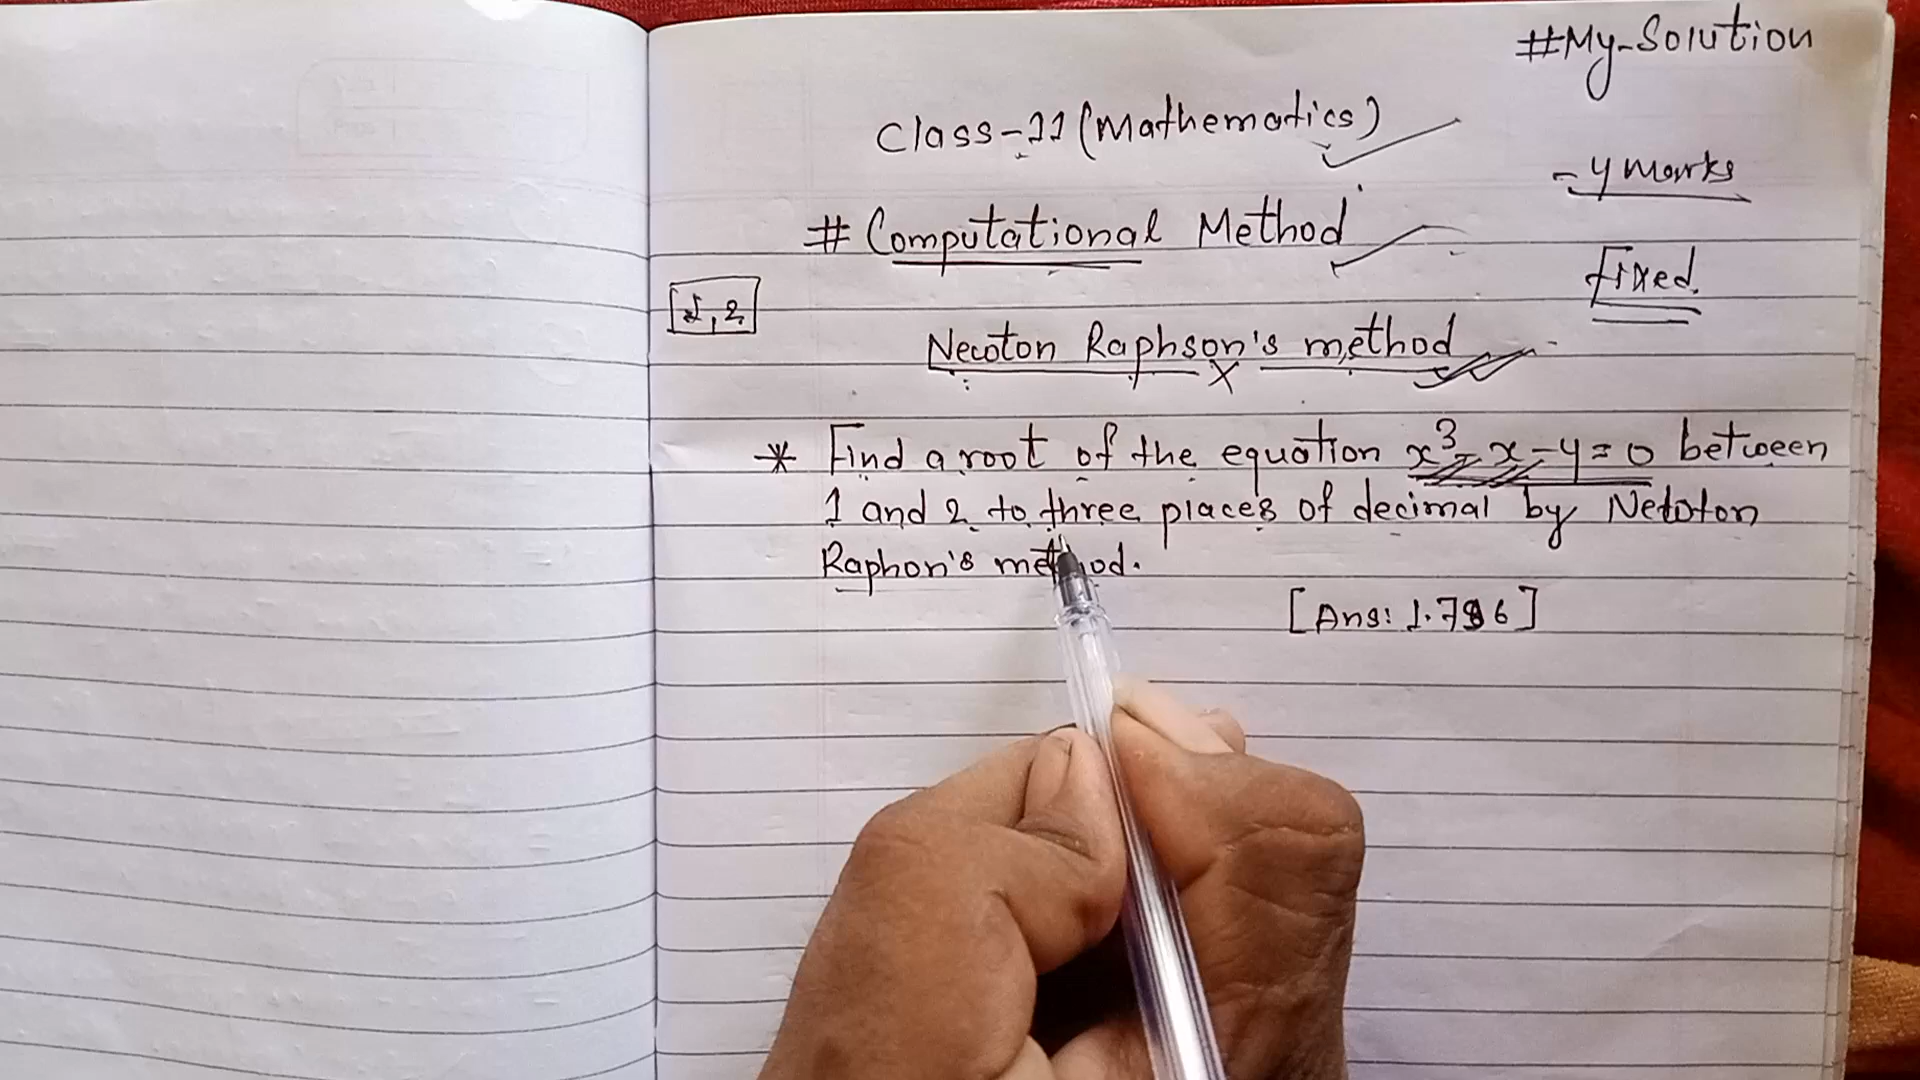 #My-Solution
Class-11 (Mathematics)
- 4 marks
# Computational Method
fixed.
1, 2
Newton Raphson's method
* Find a root of the equation x³-x-4=0 between
1 and 2 to three places of decimal by Newton
Raphon's method.
[Ans: 1.796]